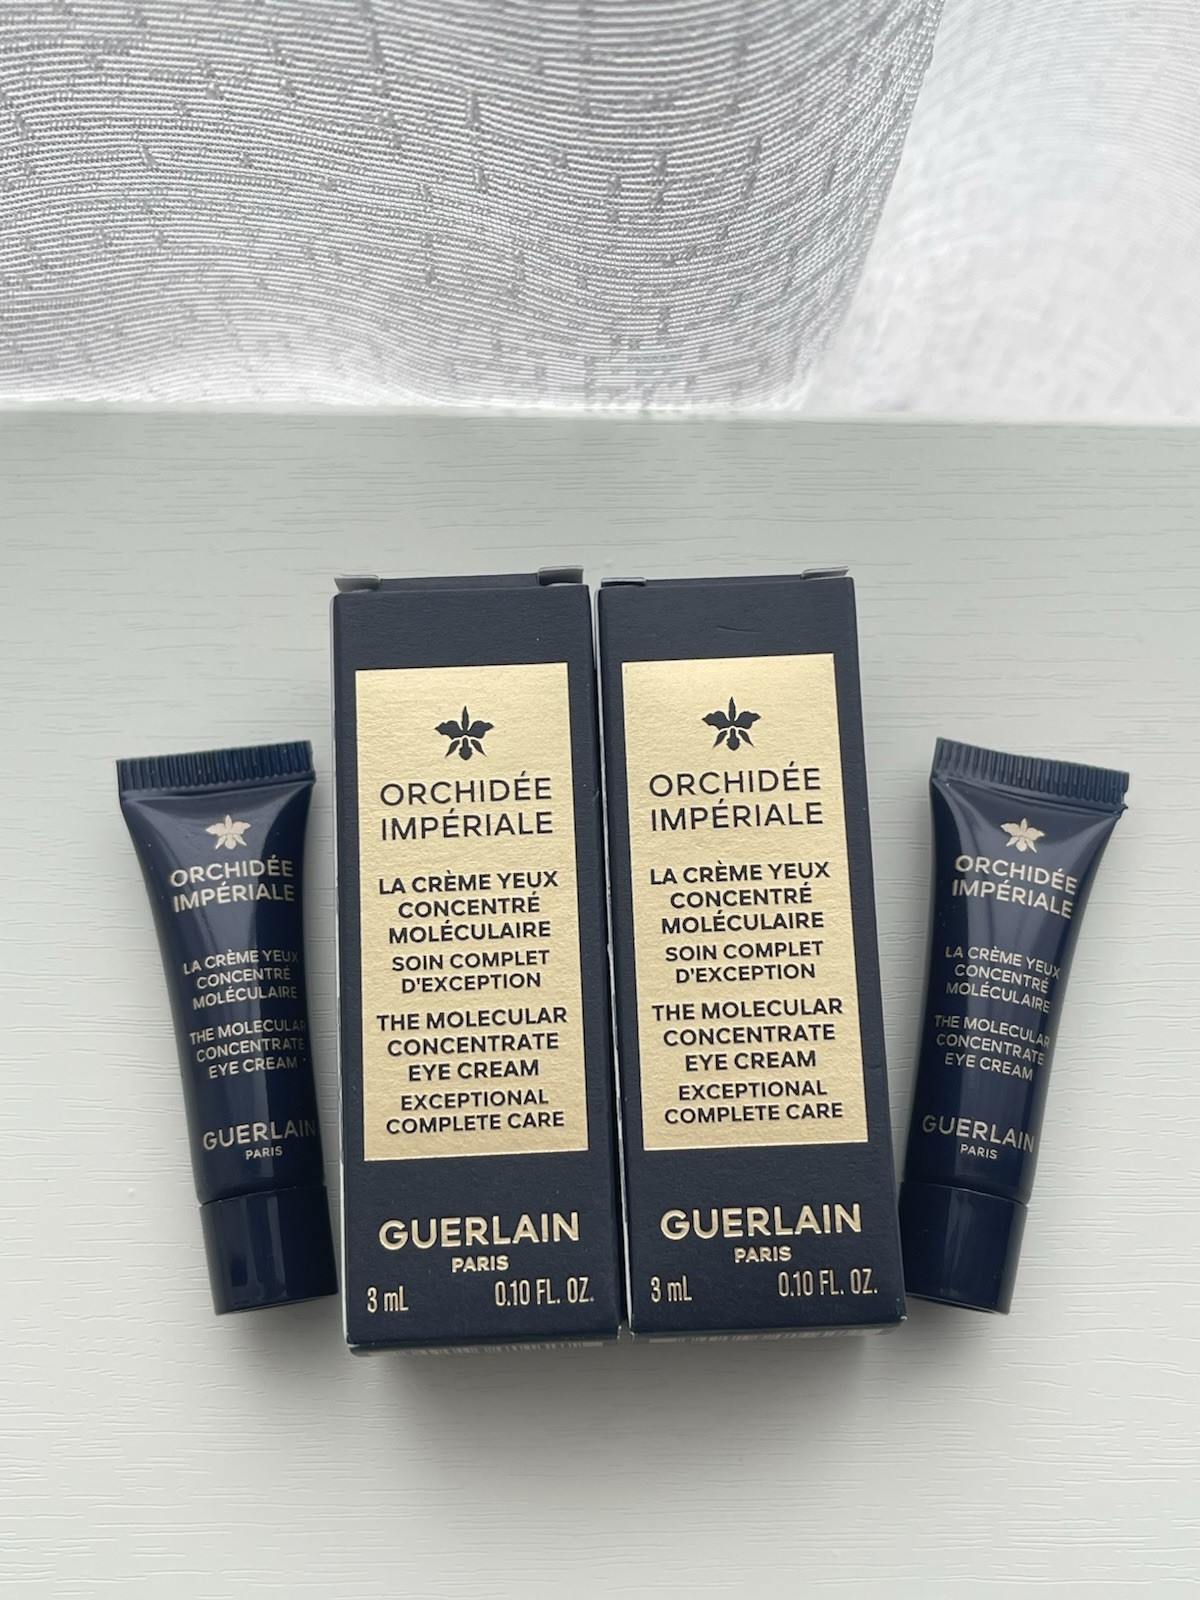 ORCHIDÉE
IMPÉRIALE
LA CRÈME YEUX
CONCENTRÉ
MOLÉCULAIRE
THE MOLECULAR
CONCENTRATE
EYE CREAM
GUERLAIN
PARIS
ORCHIDÉE
IMPÉRIALE
LA CRÈME YEUX
CONCENTRÉ
MOLÉCULAIRE
SOIN COMPLET
D'EXCEPTION
THE MOLECULAR
CONCENTRATE
EYE CREAM
EXCEPTIONAL
COMPLETE CARE
GUERLAIN
PARIS
3 mL 0.10 FL. OZ.
ORCHIDÉE
IMPÉRIALE
LA CRÈME YEUX
CONCENTRÉ
MOLÉCULAIRE
SOIN COMPLET
D'EXCEPTION
THE MOLECULAR
CONCENTRATE
EYE CREAM
EXCEPTIONAL
COMPLETE CARE
GUERLAIN
PARIS
3 mL 0.10 FL. OZ.
ORCHIDÉE
IMPÉRIALE
LA CRÈME YEUX
CONCENTRÉ
MOLÉCULAIRE
THE MOLECULAR
CONCENTRATE
EYE CREAM
GUERLAIN
PARIS